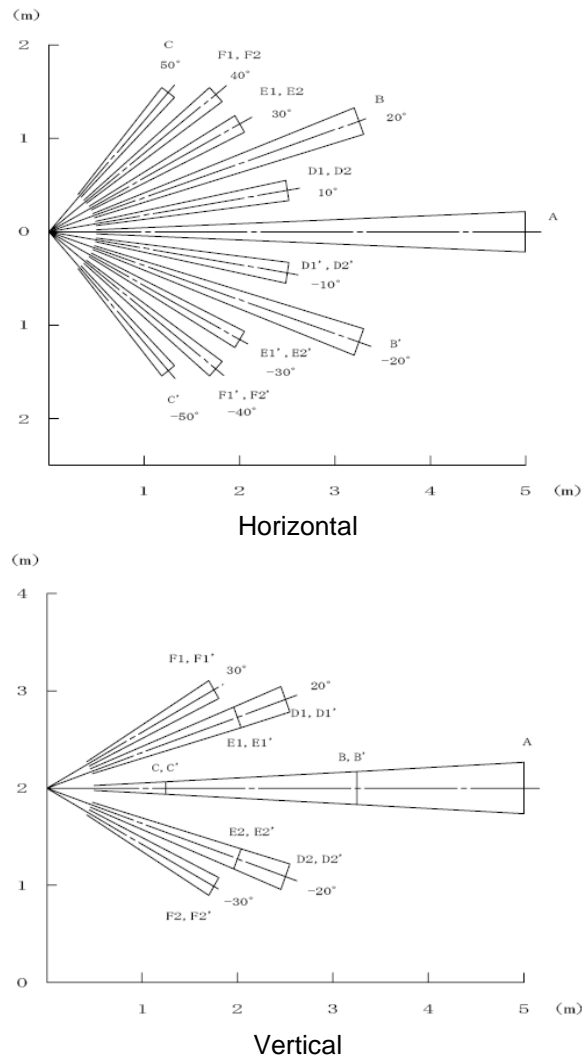 (m)
2
C
50°
F1, F2
40°
E1, E2
30°
B
20°
1
D1, D2
10°
A
0
D1', D2'
−10°
1
B'
−20°
E1', E2'
−30°
F1', F2'
−40°
C'
−50°
2
1
2
3
4
5
(m)
Horizontal
(m)
4
F1, F1'
30°
20°
3
D1, D1'
E1, E1'
C, C'
B, B'
A
2
E2, E2'
D2, D2'
−20°
1
−30°
F2, F2'
0
1
2
3
4
5
(m)
Vertical